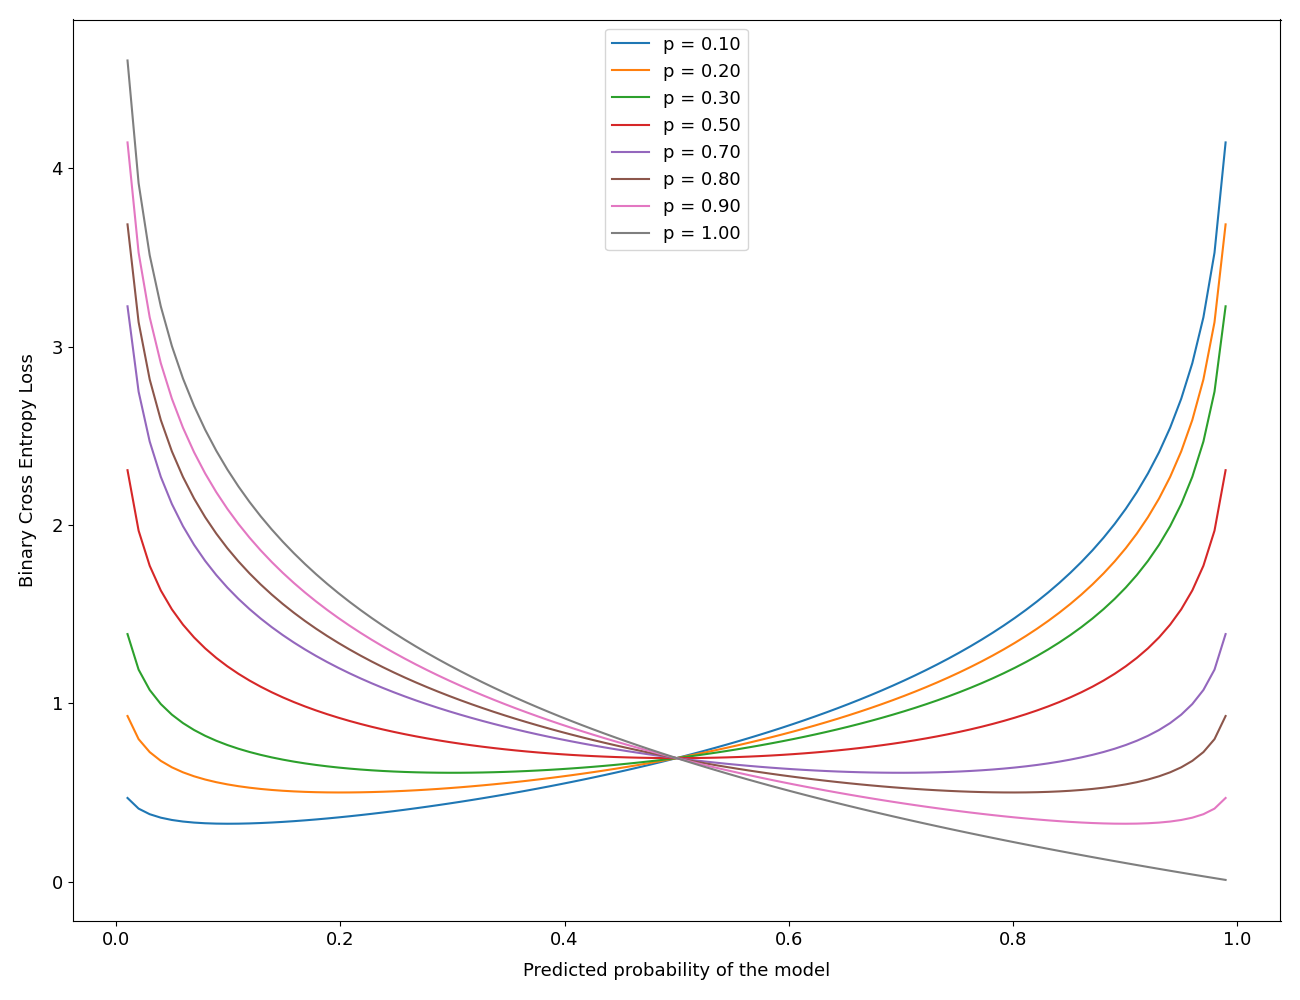 p = 0.10
p = 0.20
p = 0.30
p = 0.50
p = 0.70
p = 0.80
p = 0.90
p = 1.00
4
3
2
1
0
Binary Cross Entropy Loss
0.0 0.2 0.4 0.6 0.8 1.0
Predicted probability of the model